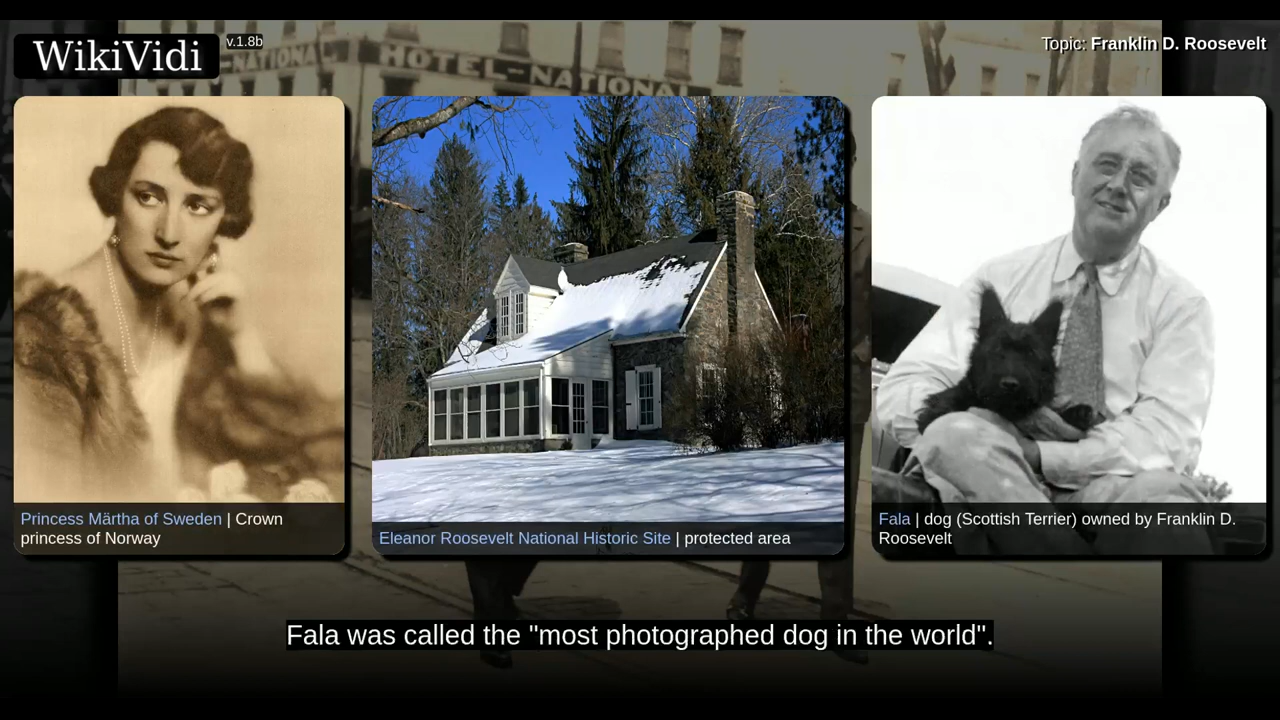 WikiVidi
v.1.8b
Topic: Franklin D. Roosevelt
-NATIONAL
HOTEL-NATIONAL
Princess Märtha of Sweden | Crown
princess of Norway
Eleanor Roosevelt National Historic Site | protected area
Fala | dog (Scottish Terrier) owned by Franklin D.
Roosevelt
Fala was called the "most photographed dog in the world".